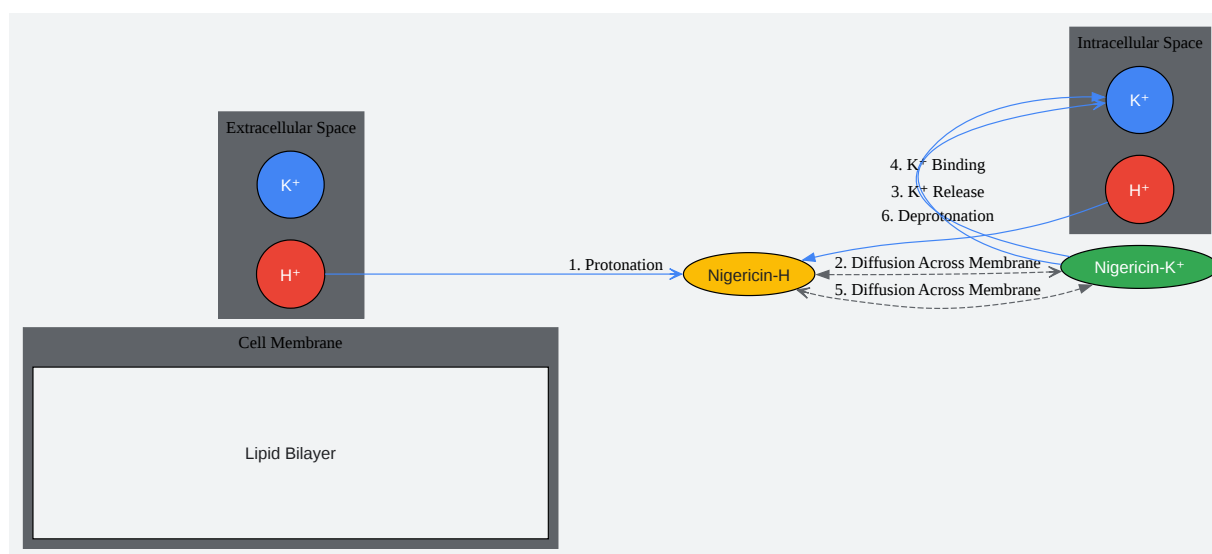 Intracellular Space
K⁺
H⁺
Extracellular Space
K⁺
H⁺
4. K⁺ Binding
3. K⁺ Release
6. Deprotonation
1. Protonation
Nigericin-H
2. Diffusion Across Membrane
5. Diffusion Across Membrane
Nigericin-K⁺
Cell Membrane
Lipid Bilayer